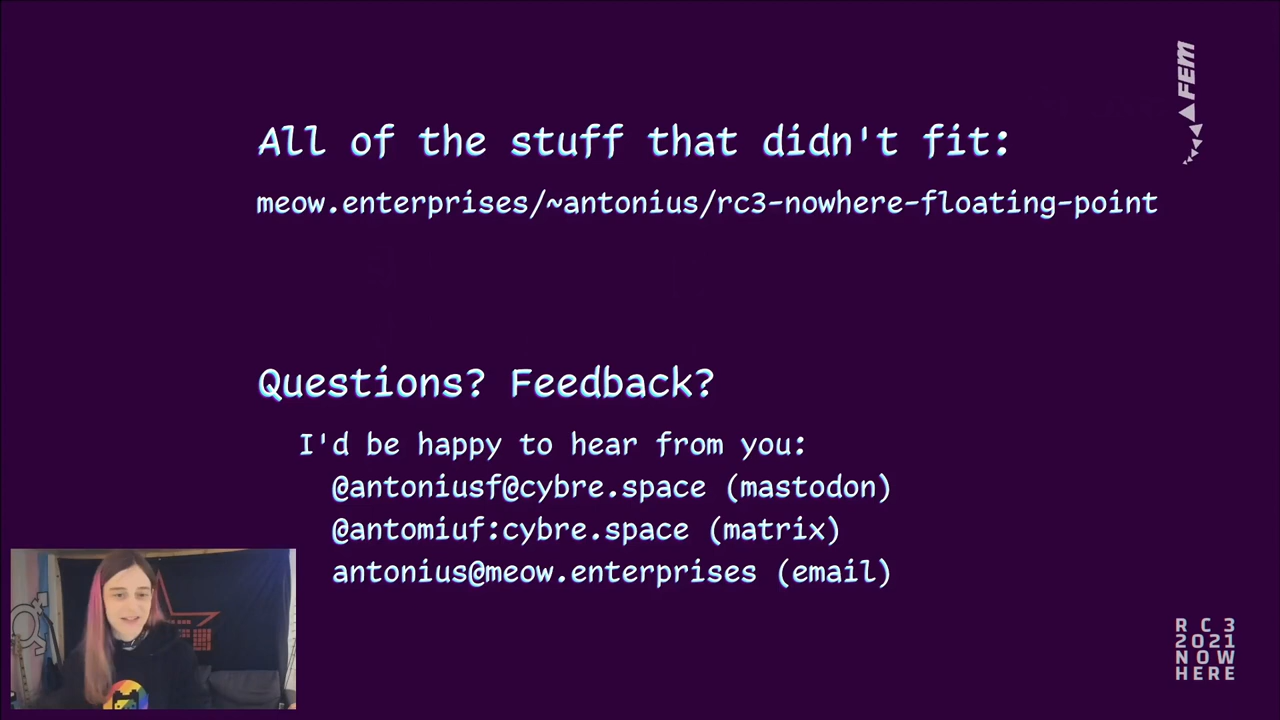 FEM
All of the stuff that didn't fit:
meow.enterprises/~antonius/rc3-nowhere-floating-point
Questions? Feedback?
I'd be happy to hear from you:
@antoniusf@cybre.space (mastodon)
@antomiuf:cybre.space (matrix)
antonius@meow.enterprises (email)
R C 3
2021
NOW
HERE